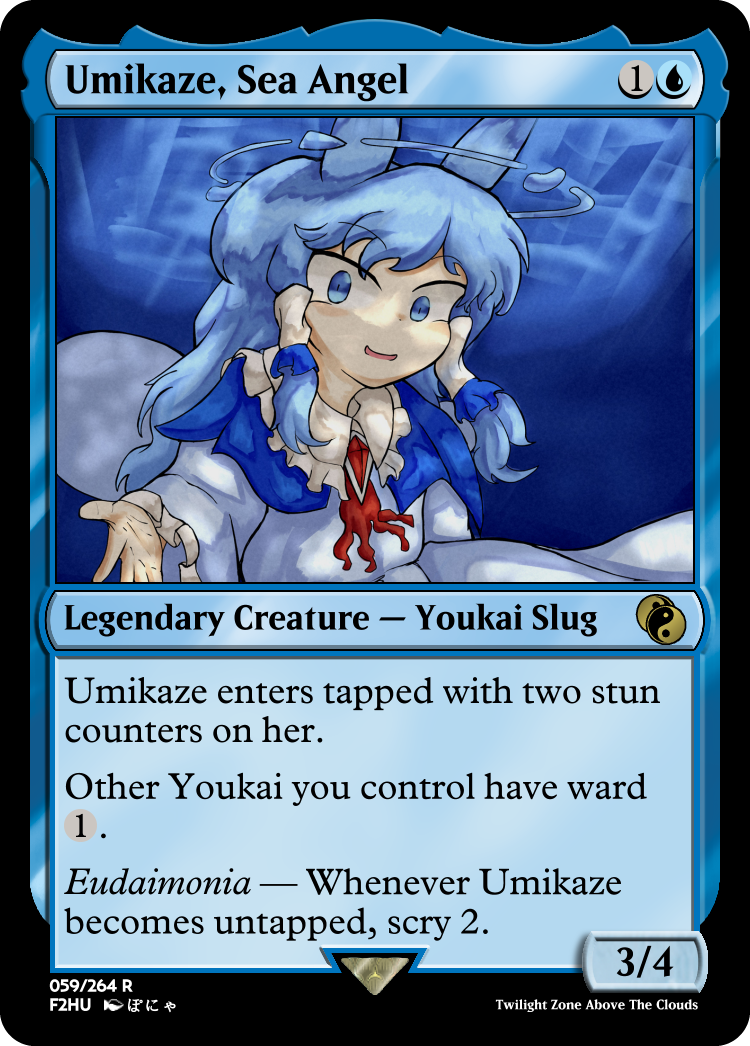 Umikaze, Sea Angel 1
Legendary Creature — Youkai Slug
Umikaze enters tapped with two stun
counters on her.
Other Youkai you control have ward
1.
Eudaimonia — Whenever Umikaze
becomes untapped, scry 2.
3/4
059/264 R
F2HU ぽにゃ
Twilight Zone Above The Clouds